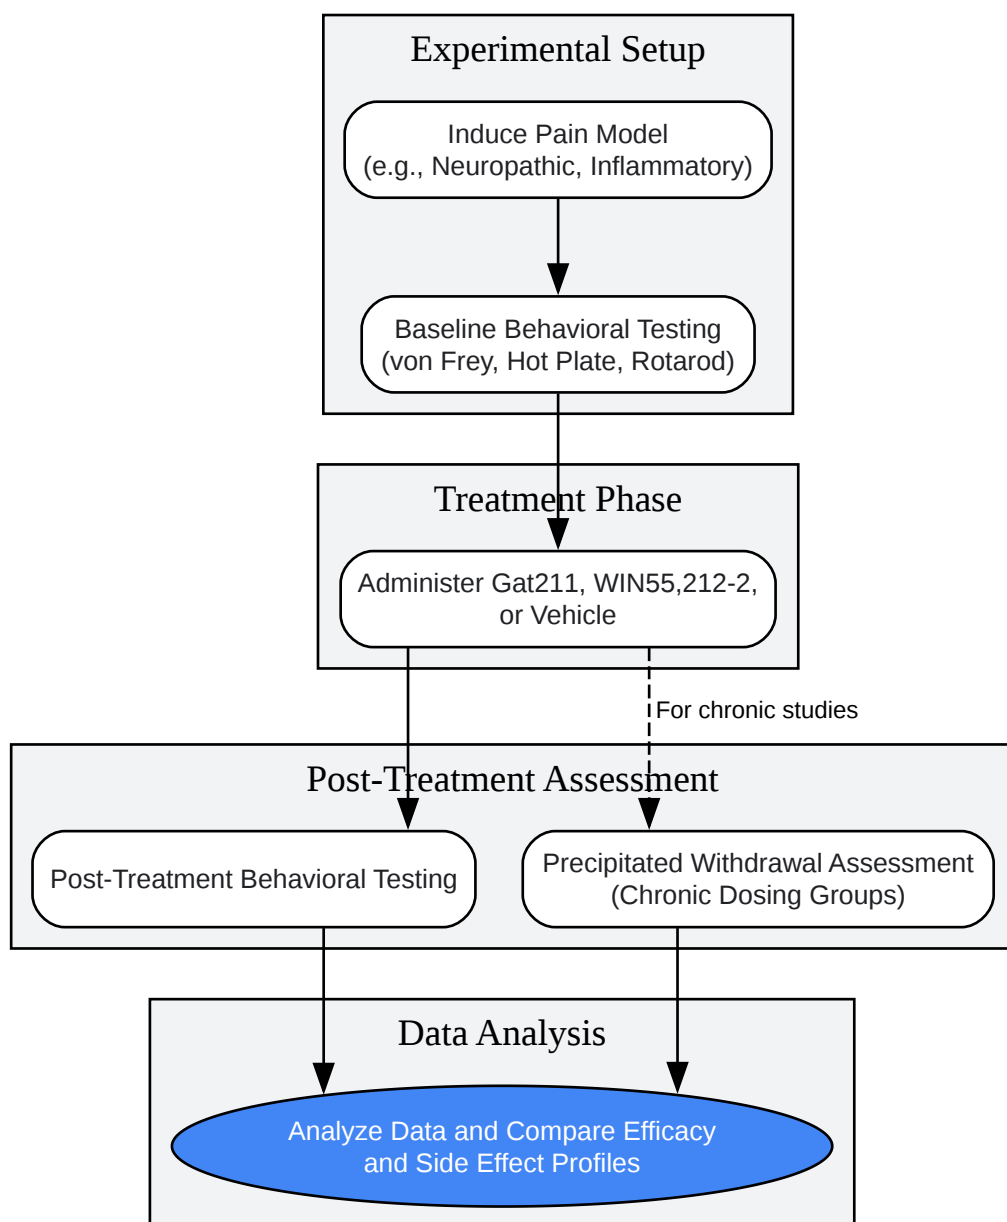 Experimental Setup
Induce Pain Model
(e.g., Neuropathic, Inflammatory)
Baseline Behavioral Testing
(von Frey, Hot Plate, Rotarod)
Treatment Phase
Administer Gat211, WIN55,212-2,
or Vehicle
For chronic studies
Post-Treatment Assessment
Post-Treatment Behavioral Testing
Precipitated Withdrawal Assessment
(Chronic Dosing Groups)
Data Analysis
Analyze Data and Compare Efficacy
and Side Effect Profiles